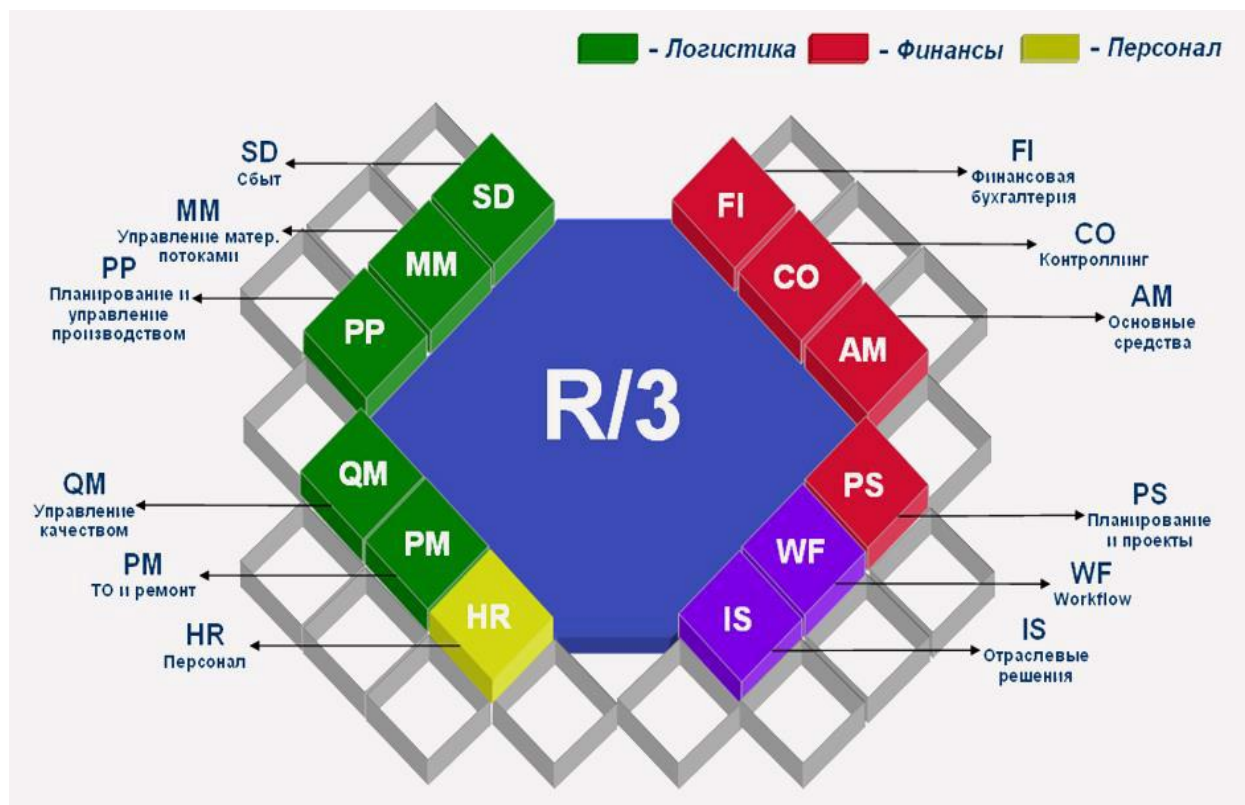 - Логистика - Финансы - Персонал
SD
Сбыт
MM
Управление матер.
потоками
PP
Планирование и
управление
производством
QM
Управление
качеством
PM
ТО и ремонт
HR
Персонал
SD
MM
PP
QM
PM
HR
R/3
FI
CO
AM
PS
WF
IS
FI
Финансовая
бухгалтерия
CO
Контроллинг
AM
Основные
средства
PS
Планирование
и проекты
WF
Workflow
IS
Отраслевые
решения